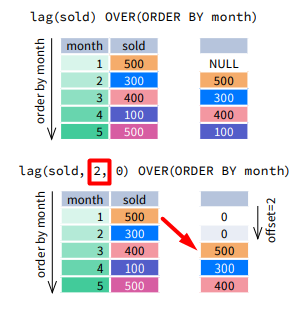 lag(sold) OVER(ORDER BY month)
order by month
month sold
1 500 NULL
2 300 500
3 400 300
4 100 400
5 500 100
lag(sold, 2, 0) OVER(ORDER BY month)
order by month
month sold
1 500 0
2 300 0
3 400 500
4 100 300
5 500 400
offset=2